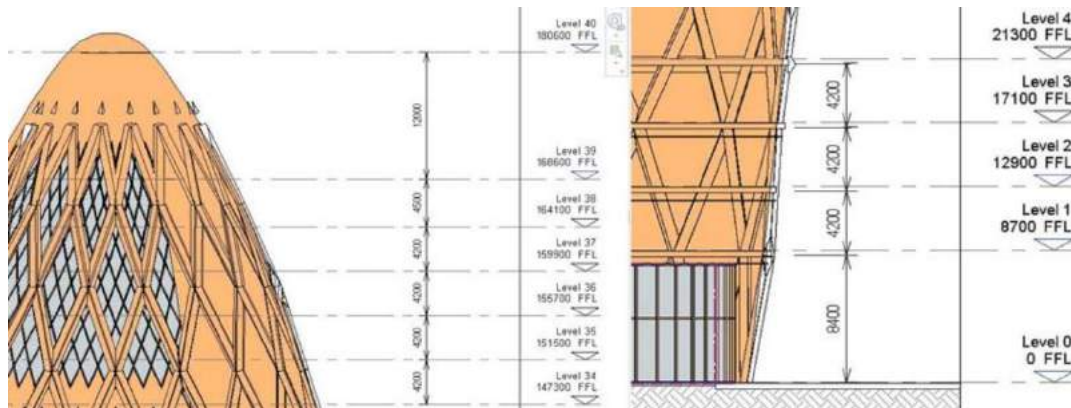 Level 40
180600 FFL
12000
Level 39
168600 FFL
4500
Level 38
164100 FFL
4200
Level 37
159900 FFL
4200
Level 36
155700 FFL
4200
Level 35
151500 FFL
4200
Level 34
147300 FFL
Level 4
21300 FFL
4200
Level 3
17100 FFL
4200
Level 2
12900 FFL
4200
Level 1
8700 FFL
8400
Level 0
0 FFL